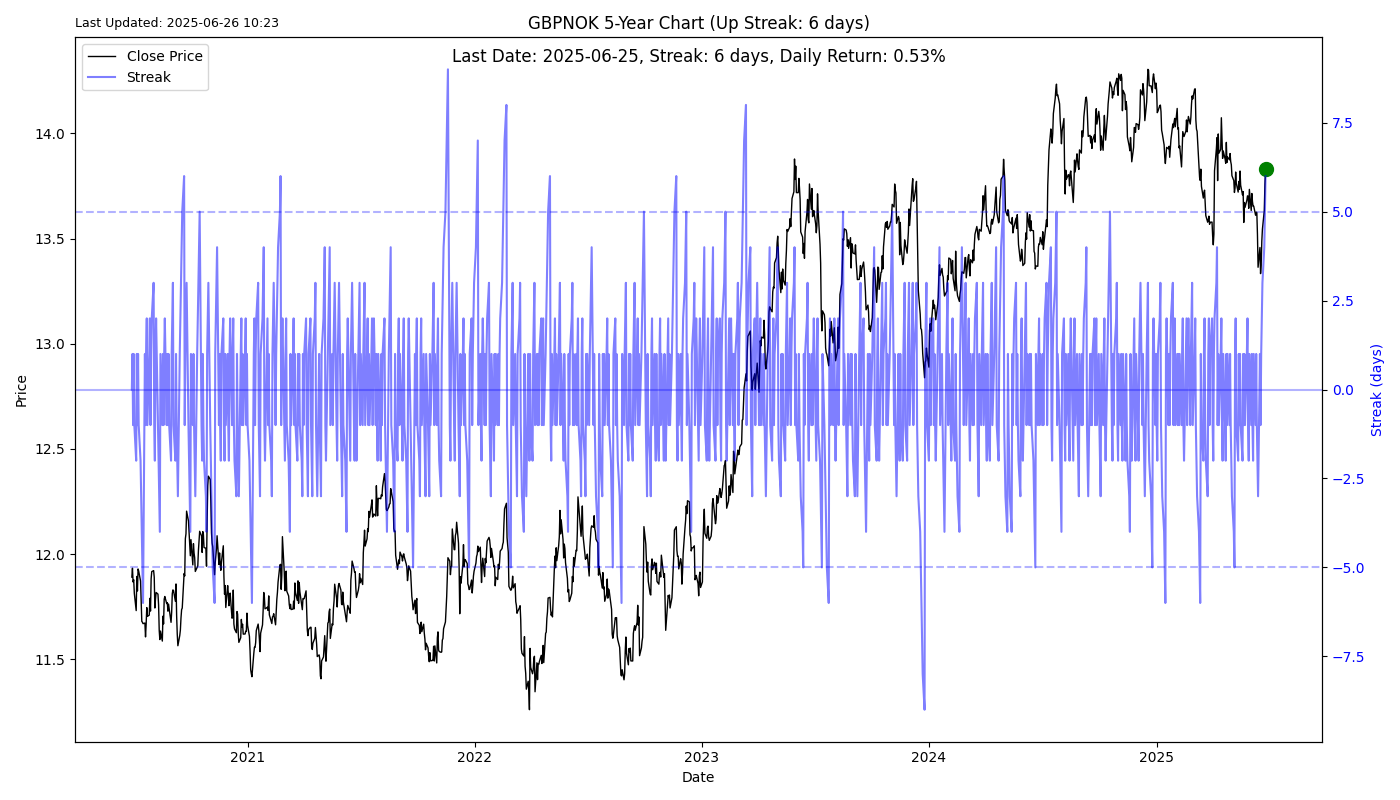 Last Updated: 2025-06-26 10:23
GBPNOK 5-Year Chart (Up Streak: 6 days)
Last Date: 2025-06-25, Streak: 6 days, Daily Return: 0.53%
Close Price
Streak
Price
14.0
13.5
13.0
12.5
12.0
11.5
7.5
5.0
2.5
0.0
−2.5
−5.0
−7.5
Streak (days)
2021
2022
2023
2024
2025
Date